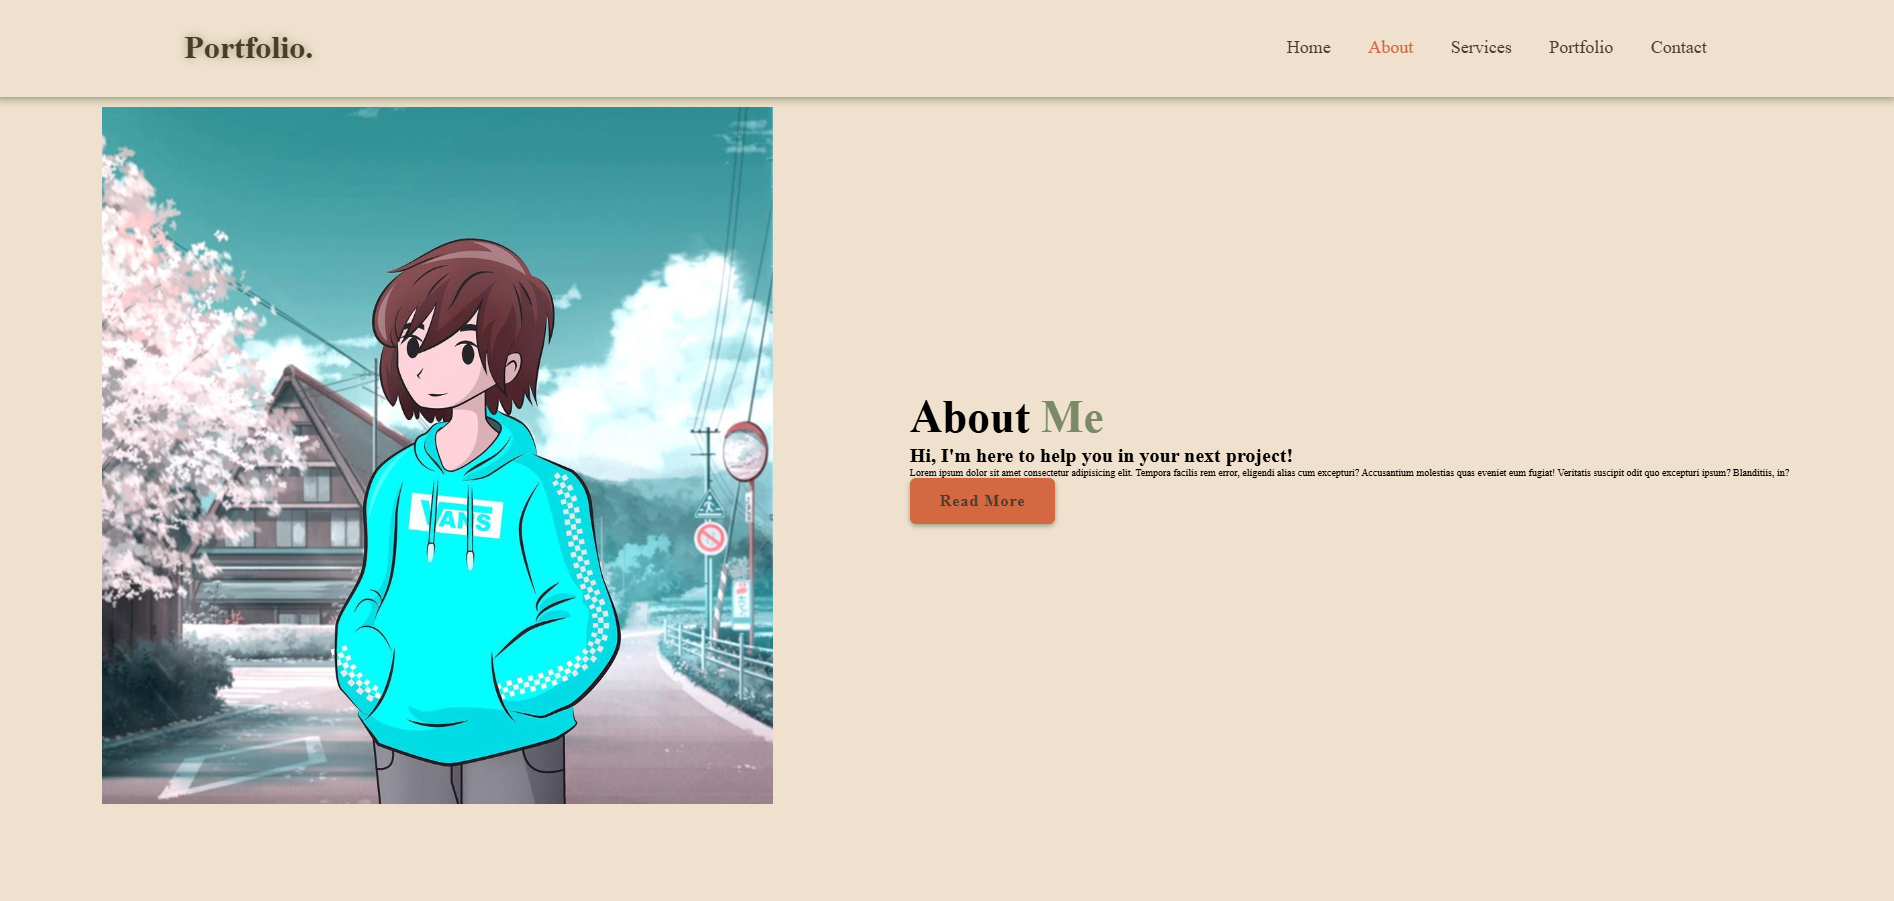 Portfolio.
Home About Services Portfolio Contact
VANS
About Me
Hi, I'm here to help you in your next project!
Lorem ipsum dolor sit amet consectetur adipisicing elit. Tempora facilis rem error, eligendi alias cum excepturi? Accusantium molestias quas eveniet eum fugiat! Veritatis suscipit odit quo excepturi ipsum? Blanditiis, in?
Read More